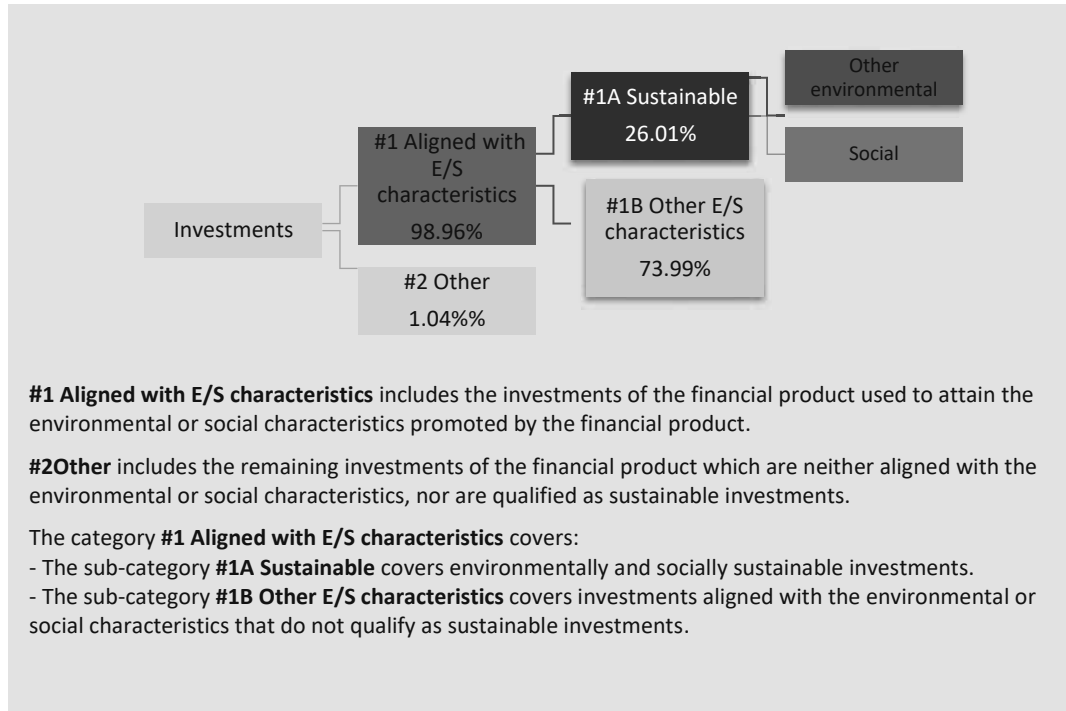 Other
environmental
#1A Sustainable
26.01%
Social
#1 Aligned with
E/S
characteristics
98.96%
#1B Other E/S
characteristics
73.99%
Investments
#2 Other
1.04%%
#1 Aligned with E/S characteristics includes the investments of the financial product used to attain the
environmental or social characteristics promoted by the financial product.
#2Other includes the remaining investments of the financial product which are neither aligned with the
environmental or social characteristics, nor are qualified as sustainable investments.
The category #1 Aligned with E/S characteristics covers:
- The sub-category #1A Sustainable covers environmentally and socially sustainable investments.
- The sub-category #1B Other E/S characteristics covers investments aligned with the environmental or
social characteristics that do not qualify as sustainable investments.